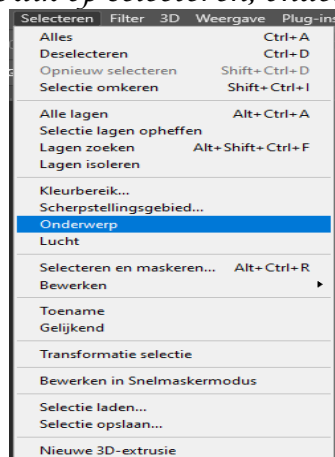 Selecteren Filter 3D Weergave Plug-ins
Alles Ctrl+A
Deselecteren Ctrl+D
Opnieuw selecteren Shift+Ctrl+D
Selectie omkeren Shift+Ctrl+I
Alle lagen Alt+Ctrl+A
Selectie lagen opheffen
Lagen zoeken Alt+Shift+Ctrl+F
Lagen isoleren
Kleurbereik...
Scherpstellingsgebied...
Onderwerp
Lucht
Selecteren en maskeren... Alt+Ctrl+R
Bewerken
Toename
Gelijkend
Transformatie selectie
Bewerken in Snelmaskermodus
Selectie laden...
Selectie opslaan...
Nieuwe 3D-extrusie